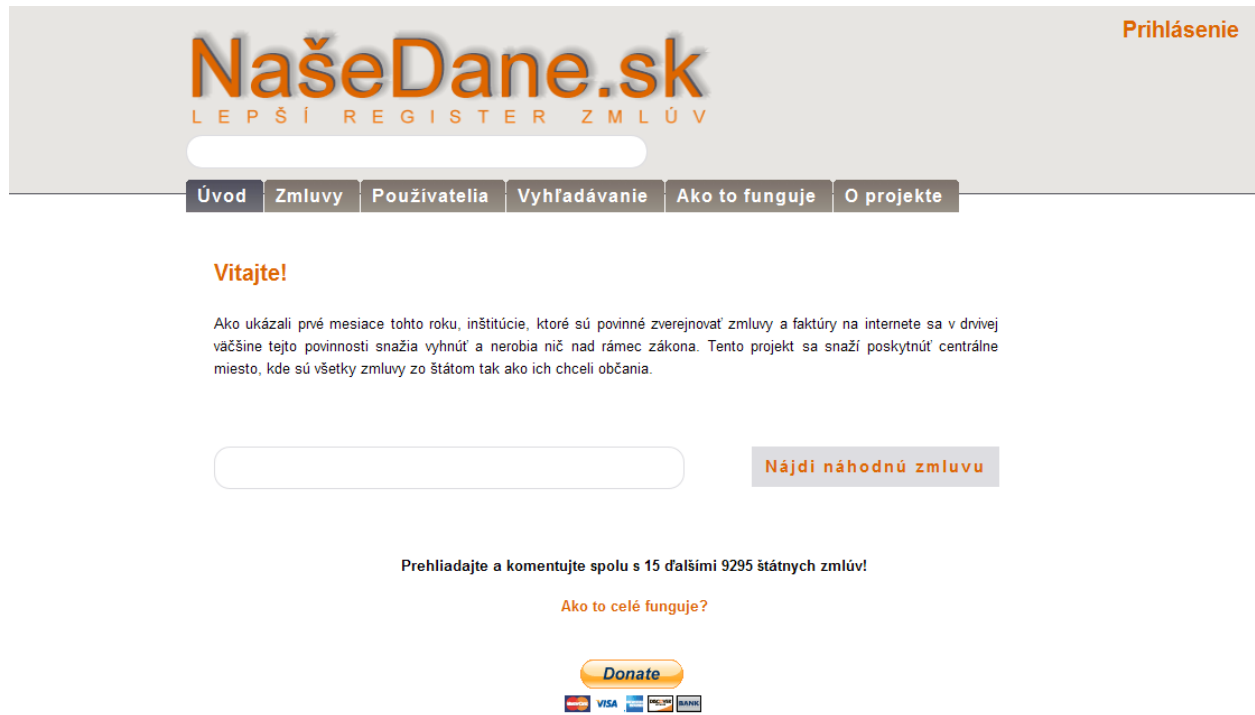 Prihlásenie
NašeDane.sk
LEPŠÍ REGISTER ZMLÚV
Úvod Zmluvy Používatelia Vyhľadávanie Ako to funguje O projekte
Vitajte!
Ako ukázali prvé mesiace tohto roku, inštitúcie, ktoré sú povinné zverejnovať zmluvy a faktúry na internete sa v drvivej
väčšine tejto povinnosti snažia vyhnúť a nerobia nič nad rámec zákona. Tento projekt sa snaží poskytnúť centrálne
miesto, kde sú všetky zmluvy zo štátom tak ako ich chceli občania.
Nájdi náhodnú zmluvu
Prehliadajte a komentujte spolu s 15 ďalšími 9295 štátnych zmlúv!
Ako to celé funguje?
Donate
VISA BANK